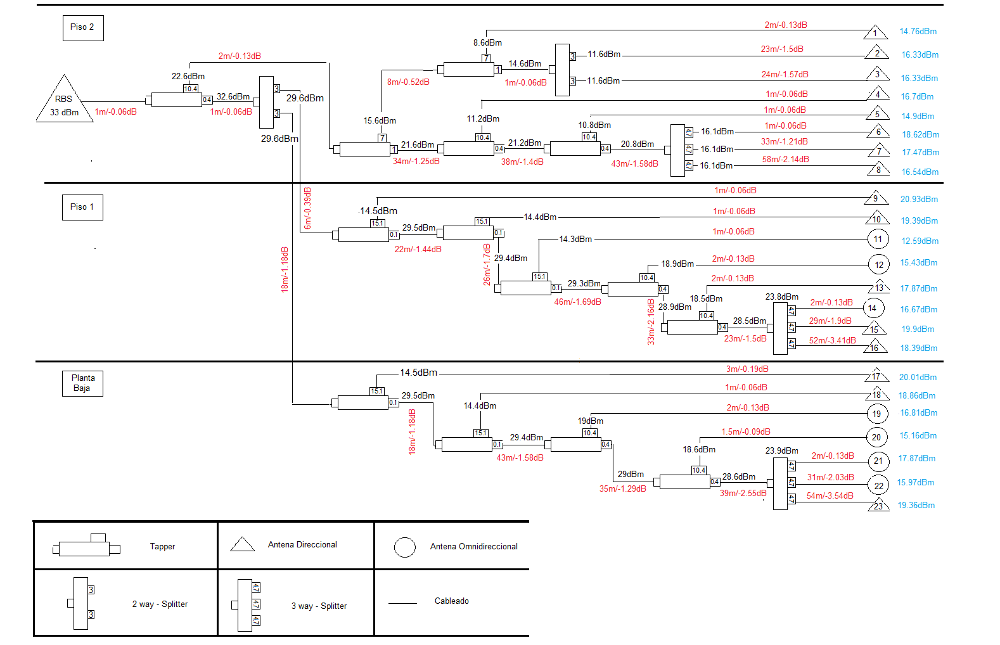 Piso 2
RBS
33 dBm
1m/-0.06dB
10.4
0.4
22.6dBm
2m/-0.13dB
32.6dBm
1m/-0.06dB
3
3
29.6dBm
29.6dBm
15.6dBm
7
1
8m/-0.52dB
8.6dBm
7
1
14.6dBm
1m/-0.06dB
3
3
2m/-0.13dB
1
14.76dBm
11.6dBm
23m/-1.5dB
2
16.33dBm
11.6dBm
24m/-1.57dB
3
16.33dBm
21.6dBm
34m/-1.25dB
11.2dBm
10.4
0.4
1m/-0.06dB
4
16.7dBm
21.2dBm
38m/-1.4dB
10.8dBm
10.4
0.4
1m/-0.06dB
5
14.9dBm
20.8dBm
43m/-1.58dB
4.7
4.7
4.7
16.1dBm
1m/-0.06dB
6
18.62dBm
16.1dBm
33m/-1.21dB
7
17.47dBm
16.1dBm
58m/-2.14dB
8
16.54dBm
Piso 1
6m/-0.39dB
18m/-1.18dB
14.5dBm
15.1
0.1
1m/-0.06dB
9
20.93dBm
29.5dBm
22m/-1.44dB
15.1
0.1
14.4dBm
1m/-0.06dB
10
19.39dBm
29.4dBm
26m/-1.7dB
15.1
0.1
14.3dBm
1m/-0.06dB
11
12.59dBm
29.3dBm
46m/-1.69dB
10.4
0.4
18.9dBm
2m/-0.13dB
12
15.43dBm
28.9dBm
33m/-2.16dB
18.5dBm
10.4
0.4
2m/-0.13dB
13
17.87dBm
28.5dBm
23m/-1.5dB
23.8dBm
4.7
4.7
4.7
2m/-0.13dB
14
16.67dBm
29m/-1.9dB
15
19.9dBm
52m/-3.41dB
16
18.39dBm
Planta
Baja
14.5dBm
15.1
0.1
3m/-0.19dB
17
20.01dBm
29.5dBm
18m/-1.18dB
14.4dBm
15.1
0.1
1m/-0.06dB
18
18.86dBm
29.4dBm
43m/-1.58dB
19dBm
10.4
0.4
2m/-0.13dB
19
16.81dBm
29dBm
35m/-1.29dB
18.6dBm
10.4
0.4
1.5m/-0.09dB
20
15.16dBm
28.6dBm
39m/-2.55dB
23.9dBm
4.7
4.7
4.7
2m/-0.13dB
21
17.87dBm
31m/-2.03dB
22
15.97dBm
54m/-3.54dB
23
19.36dBm
Tapper
Antena Direccional
Antena Omnidireccional
3
3
2 way - Splitter
4.7
4.7
4.7
3 way - Splitter
Cableado